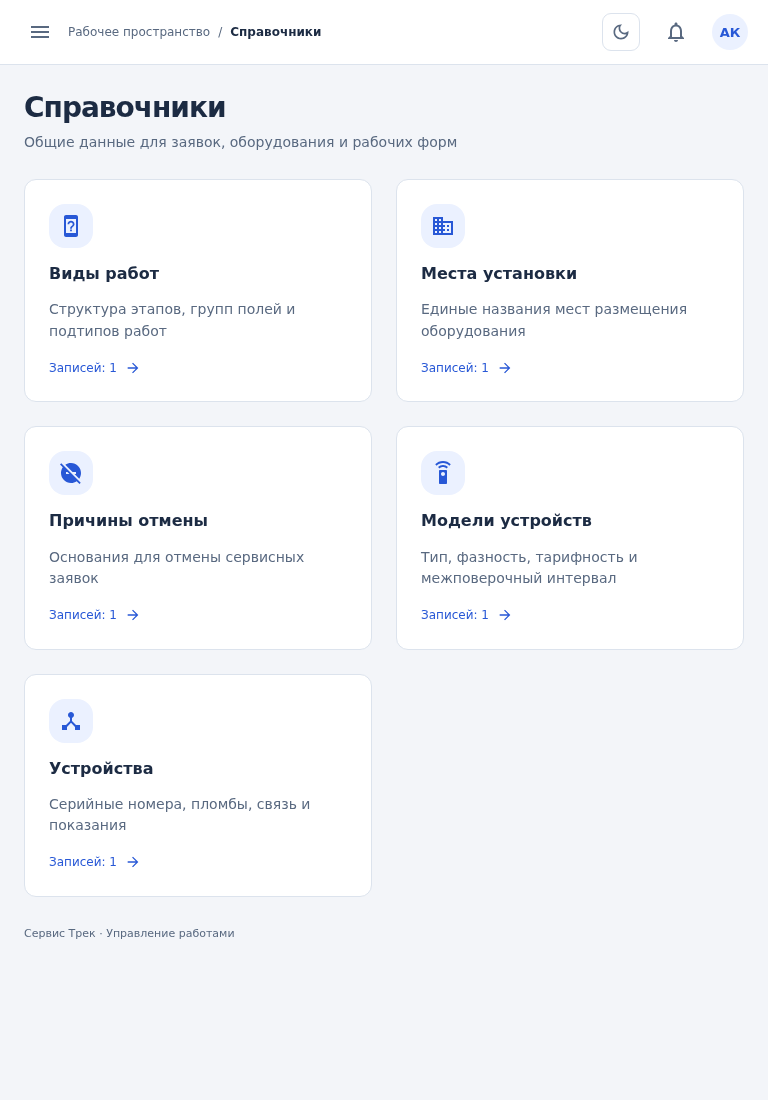 Рабочее пространство / Справочники
АК
Справочники
Общие данные для заявок, оборудования и рабочих форм
Виды работ
Структура этапов, групп полей и
подтипов работ
Записей: 1
Места установки
Единые названия мест размещения
оборудования
Записей: 1
Причины отмены
Основания для отмены сервисных
заявок
Записей: 1
Модели устройств
Тип, фазность, тарифность и
межповерочный интервал
Записей: 1
Устройства
Серийные номера, пломбы, связь и
показания
Записей: 1
Сервис Трек · Управление работами